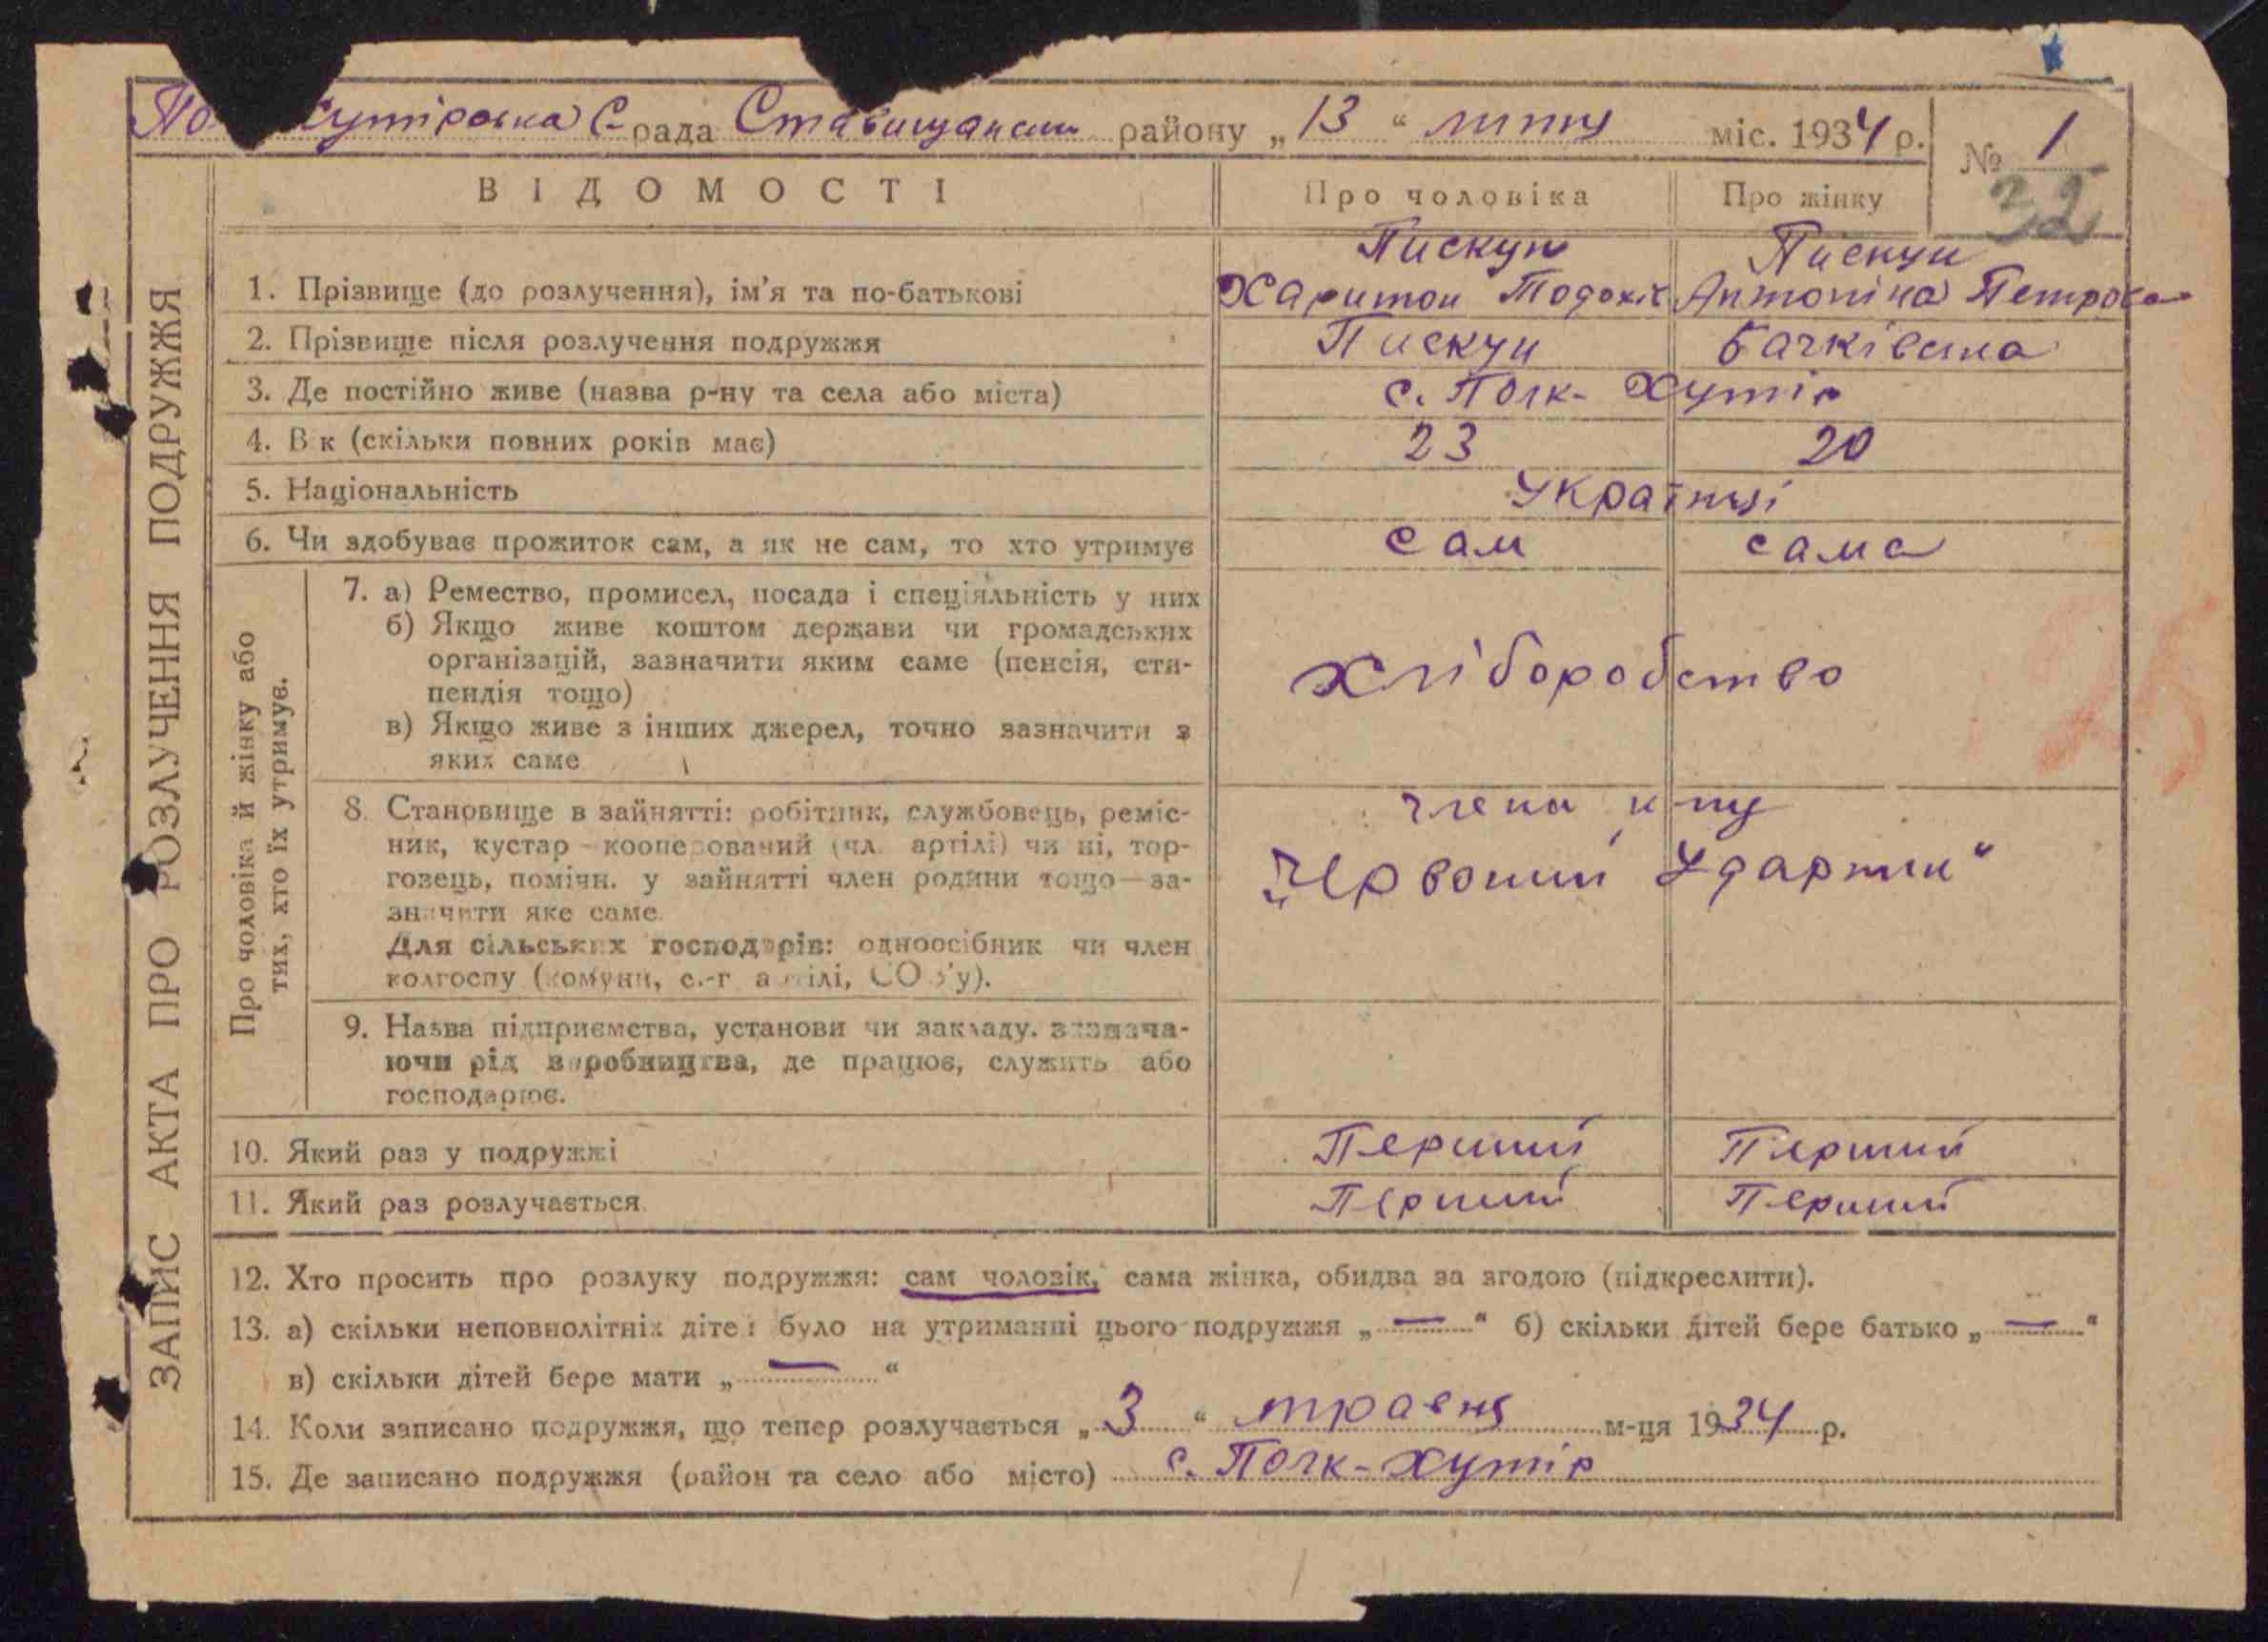 По хутірська С. рада Ставищански району „13“ липня міс. 1934 р.
№ 1
32
ВІДОМОСТІ Про чоловіка Про жінку
Пискун Пискун
1. Прізвище (до розлучення), ім'я та по-батькові Харитон Тодохів Антоніна Петрова
2. Прізвище після розлучення подружжя Пискун Бачківська
3. Де постійно живе (назва р-ну та села або міста) с. Полк-Хутір
4. В к (скільки повних років має) 23 20
5. Національність Українці
6. Чи здобуває прожиток сам, а як не сам, то хто утримує сам сама
Про чоловіка й жінку або
тих, хто їх утримує.
7. а) Ремество, промисел, посада і спеціяльність у них
б) Якщо живе коштом держави чи громадських
організацій, зазначити яким саме (пенсія, сти-
пендія тощо)
хліборобство
в) Якщо живе з інших джерел, точно зазначити з
яких саме
8. Становище в зайнятті: робітник, службовець, реміс-
ник, кустар - кооперований (чл. артілі) чи ні, тор-
говець, помічн. у зайнятті член родини тощо—за-
значити яке саме.
Для сільських господарів: одноосібник чи член
колгоспу (комуни, с.-г артілі, СОЗ'у).
члена
„Червоний Ударник“
9. Назва підприємства, установи чи закладу, зазнача-
ючи рід виробництва, де працює, служить або
господарює.
10. Який раз у подружжі Перший Перший
11. Який раз розлучається Перший Перший
12. Хто просить про розлуку подружжя: сам чоловік, сама жінка, обидва за згодою (підкреслити).
13. а) скільки неповнолітніх дітей було на утриманні цього подружжя „—“ б) скільки дітей бере батько „—“
в) скільки дітей бере мати „—“
14. Коли записано подружжя, що тепер розлучається „3“ травня м-ця 1934 р.
15. Де записано подружжя (район та село або місто) с. Полк-Хутір
ЗАПИС АКТА ПРО РОЗЛУЧЕННЯ ПОДРУЖЖЯ